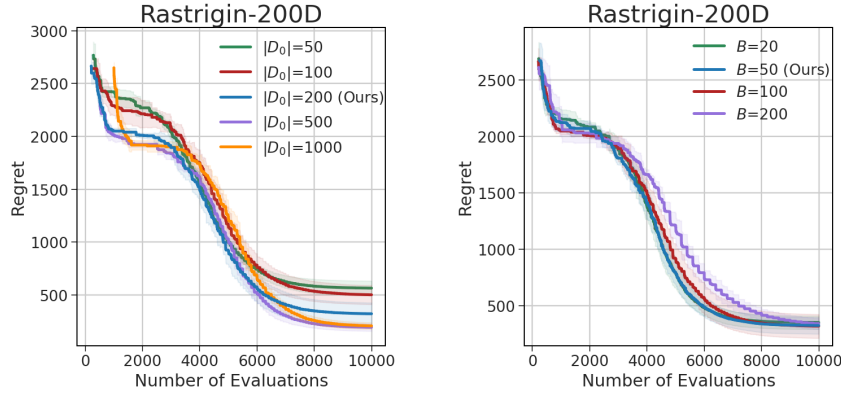 Rastrigin-200D
Regret
3000
2500
2000
1500
1000
500
|D₀|=50
|D₀|=100
|D₀|=200 (Ours)
|D₀|=500
|D₀|=1000
0 2000 4000 6000 8000 10000
Number of Evaluations
Rastrigin-200D
Regret
2500
2000
1500
1000
500
B=20
B=50 (Ours)
B=100
B=200
0 2000 4000 6000 8000 10000
Number of Evaluations